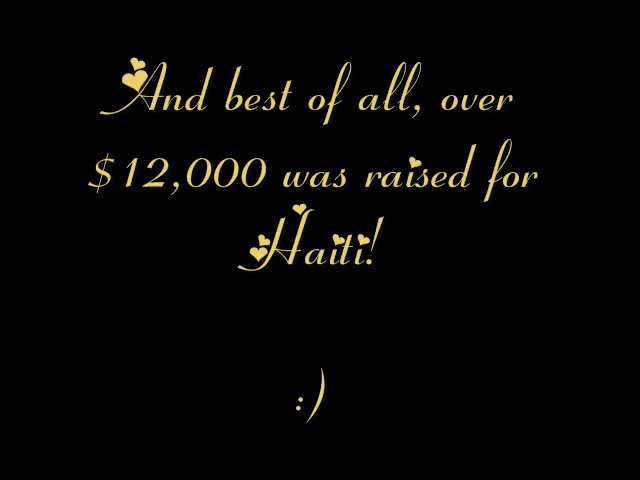 And best of all, over
$12,000 was raised for
Haiti!
:)